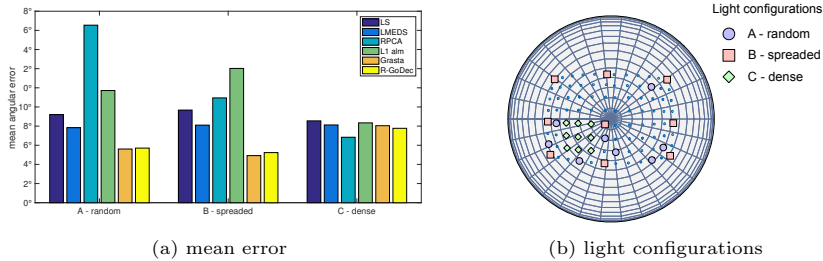 mean angular error
8°
6°
4°
2°
0°
8°
6°
4°
2°
0°
LS
LMEDS
RPCA
L1 alm
Grasta
R-GoDec
A - random
B - spreaded
C - dense
(a) mean error
Light configurations
A - random
B - spreaded
C - dense
(b) light configurations